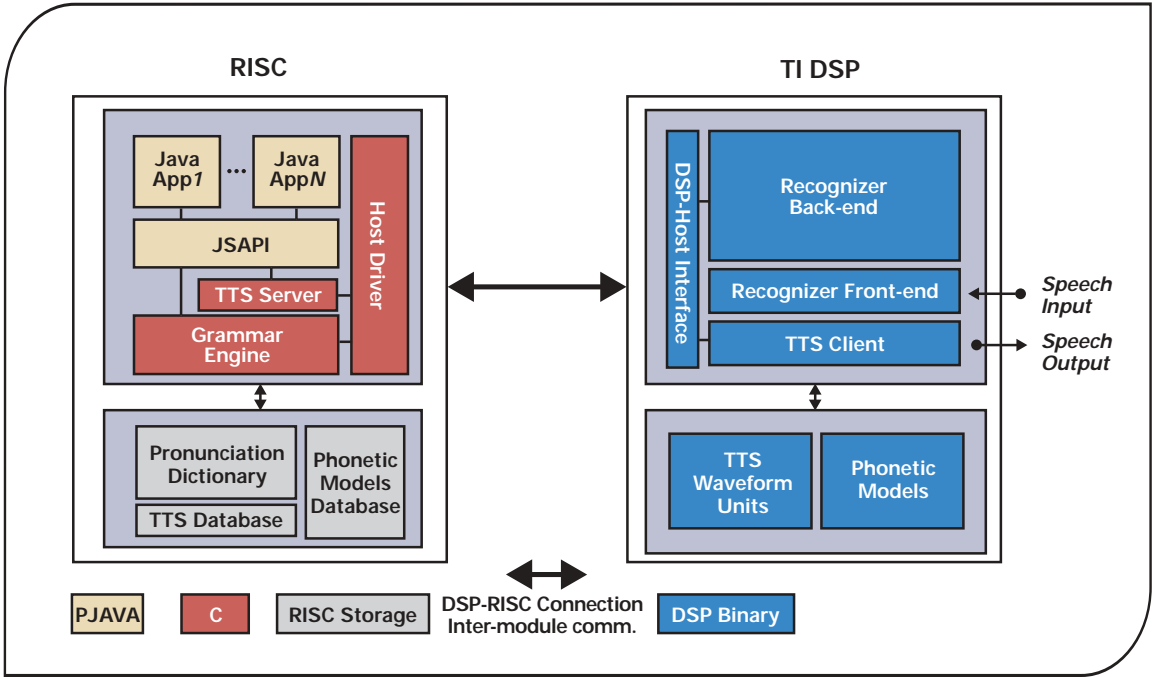 RISC
TI DSP
Java
App1
...
Java
AppN
JSAPI
TTS Server
Grammar
Engine
Host Driver
Pronunciation
Dictionary
TTS Database
Phonetic
Models
Database
DSP-Host Interface
Recognizer
Back-end
Recognizer Front-end
TTS Client
Speech
Input
Speech
Output
TTS
Waveform
Units
Phonetic
Models
PJAVA
C
RISC Storage
DSP-RISC Connection
Inter-module comm.
DSP Binary